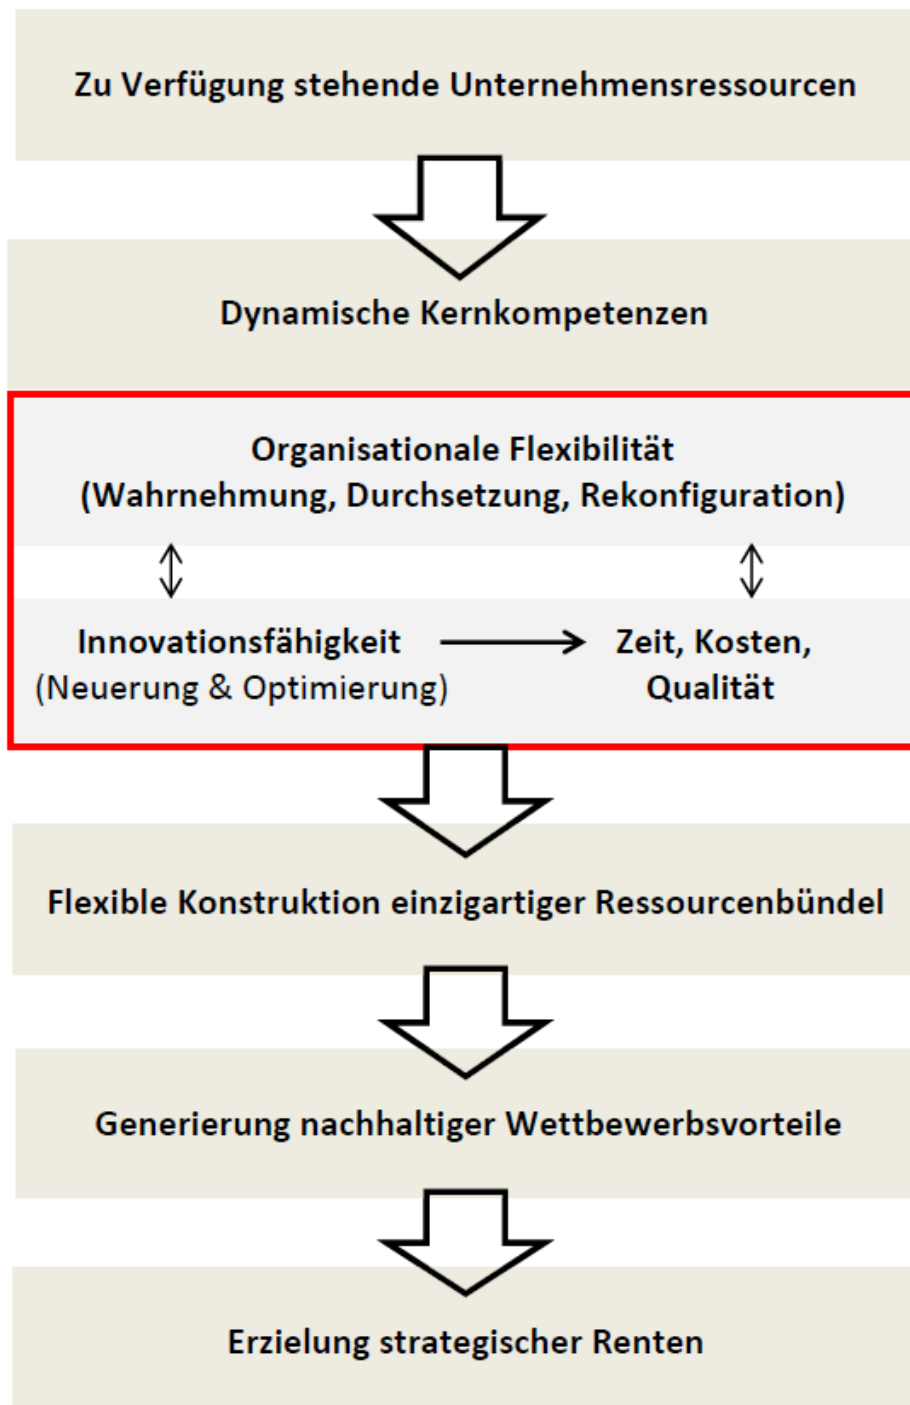 Zu Verfügung stehende Unternehmensressourcen
Dynamische Kernkompetenzen
Organisationale Flexibilität
(Wahrnehmung, Durchsetzung, Rekonfiguration)
Innovationsfähigkeit
(Neuerung & Optimierung)
Zeit, Kosten,
Qualität
Flexible Konstruktion einzigartiger Ressourcenbündel
Generierung nachhaltiger Wettbewerbsvorteile
Erzielung strategischer Renten